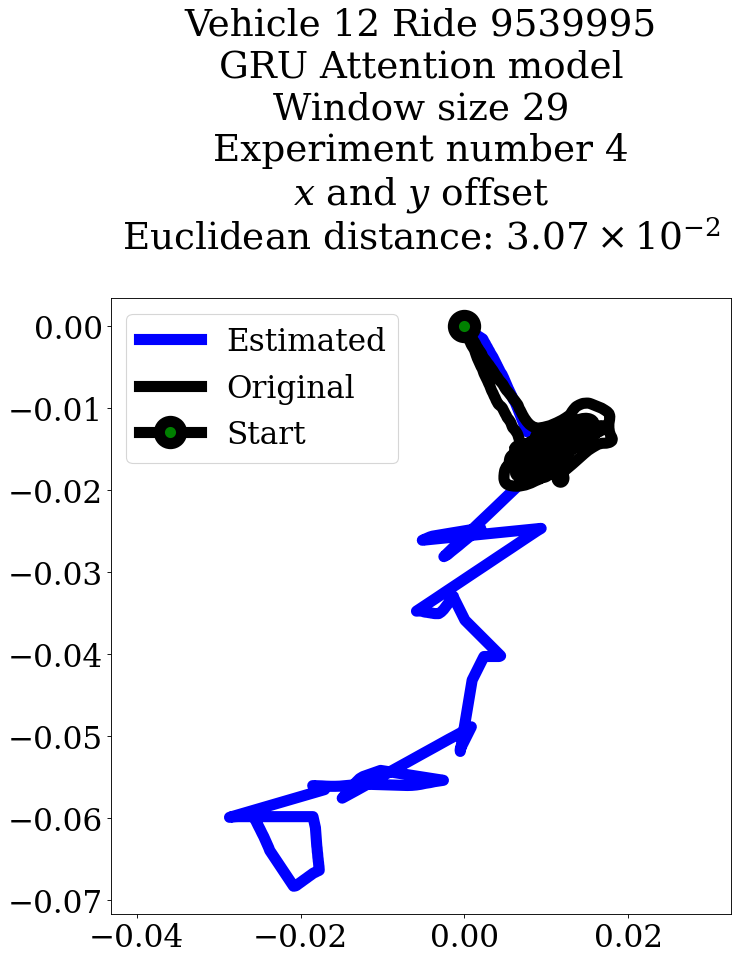 Vehicle 12 Ride 9539995
GRU Attention model
Window size 29
Experiment number 4
x and y offset
Euclidean distance: 3.07 × 10⁻²
Estimated
Original
Start
0.00
−0.01
−0.02
−0.03
−0.04
−0.05
−0.06
−0.07
−0.04 −0.02 0.00 0.02